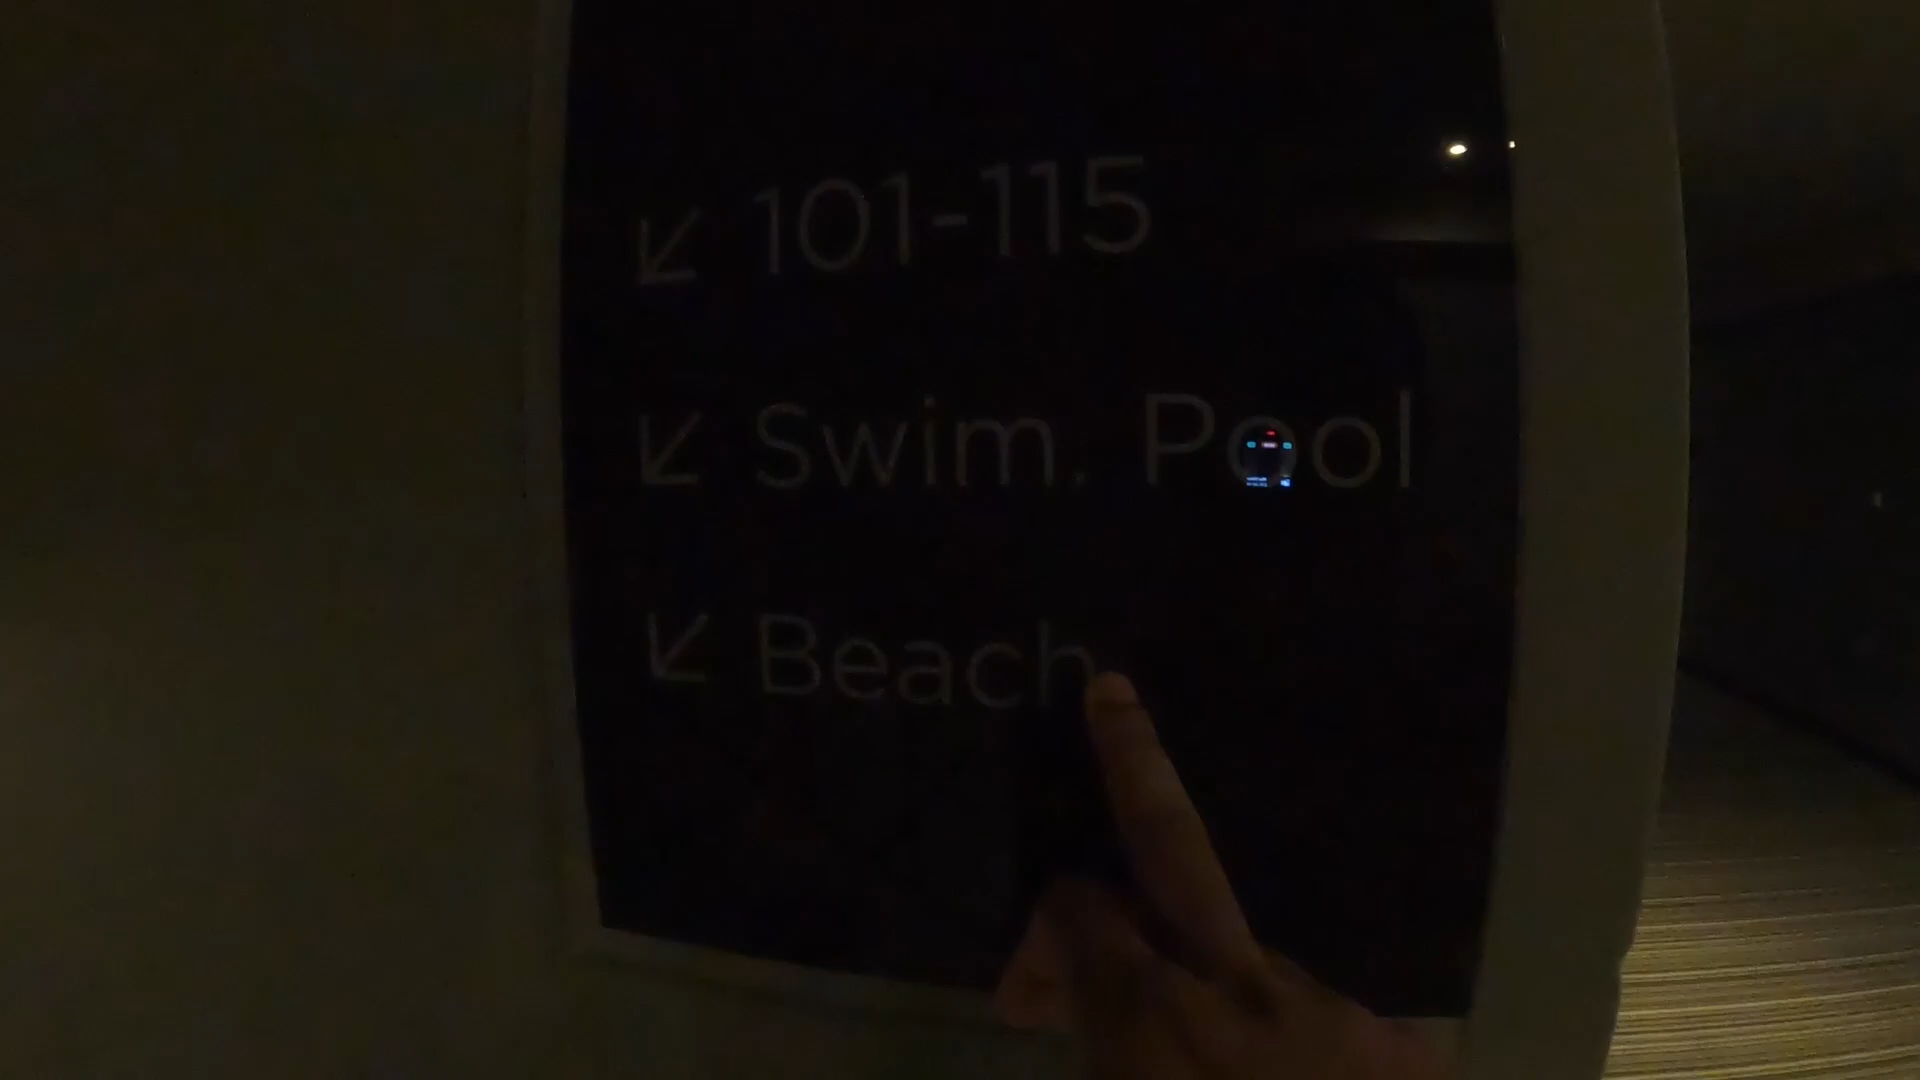 ↙ 101-115
↙ Swim. Pool
↙ Beach